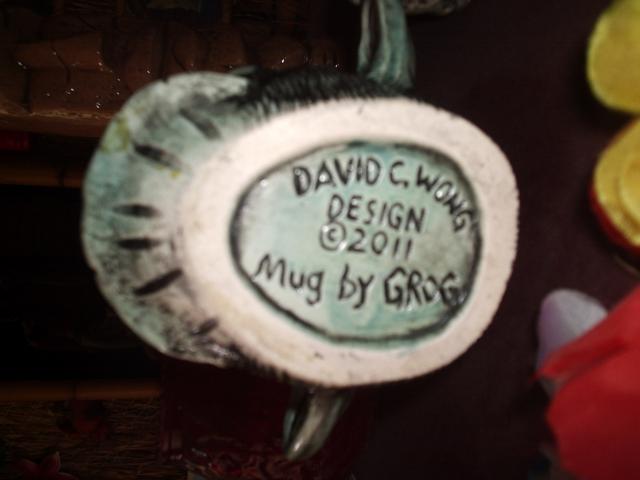 DAVID C. WONG
DESIGN
©2011
Mug by GROG